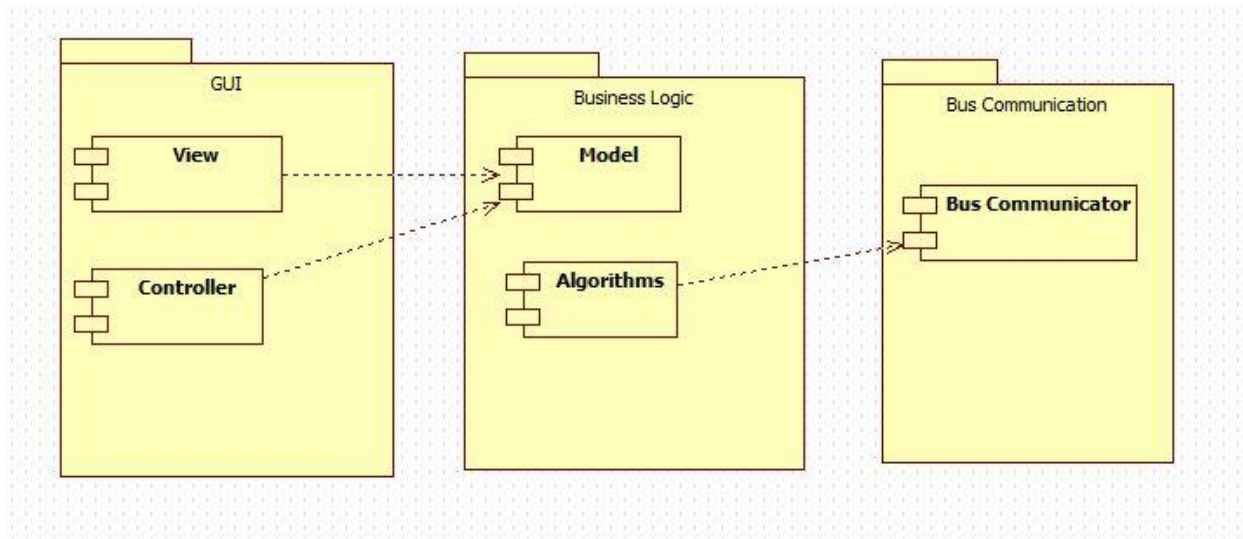 GUI
View
Controller
Business Logic
Model
Algorithms
Bus Communication
Bus Communicator